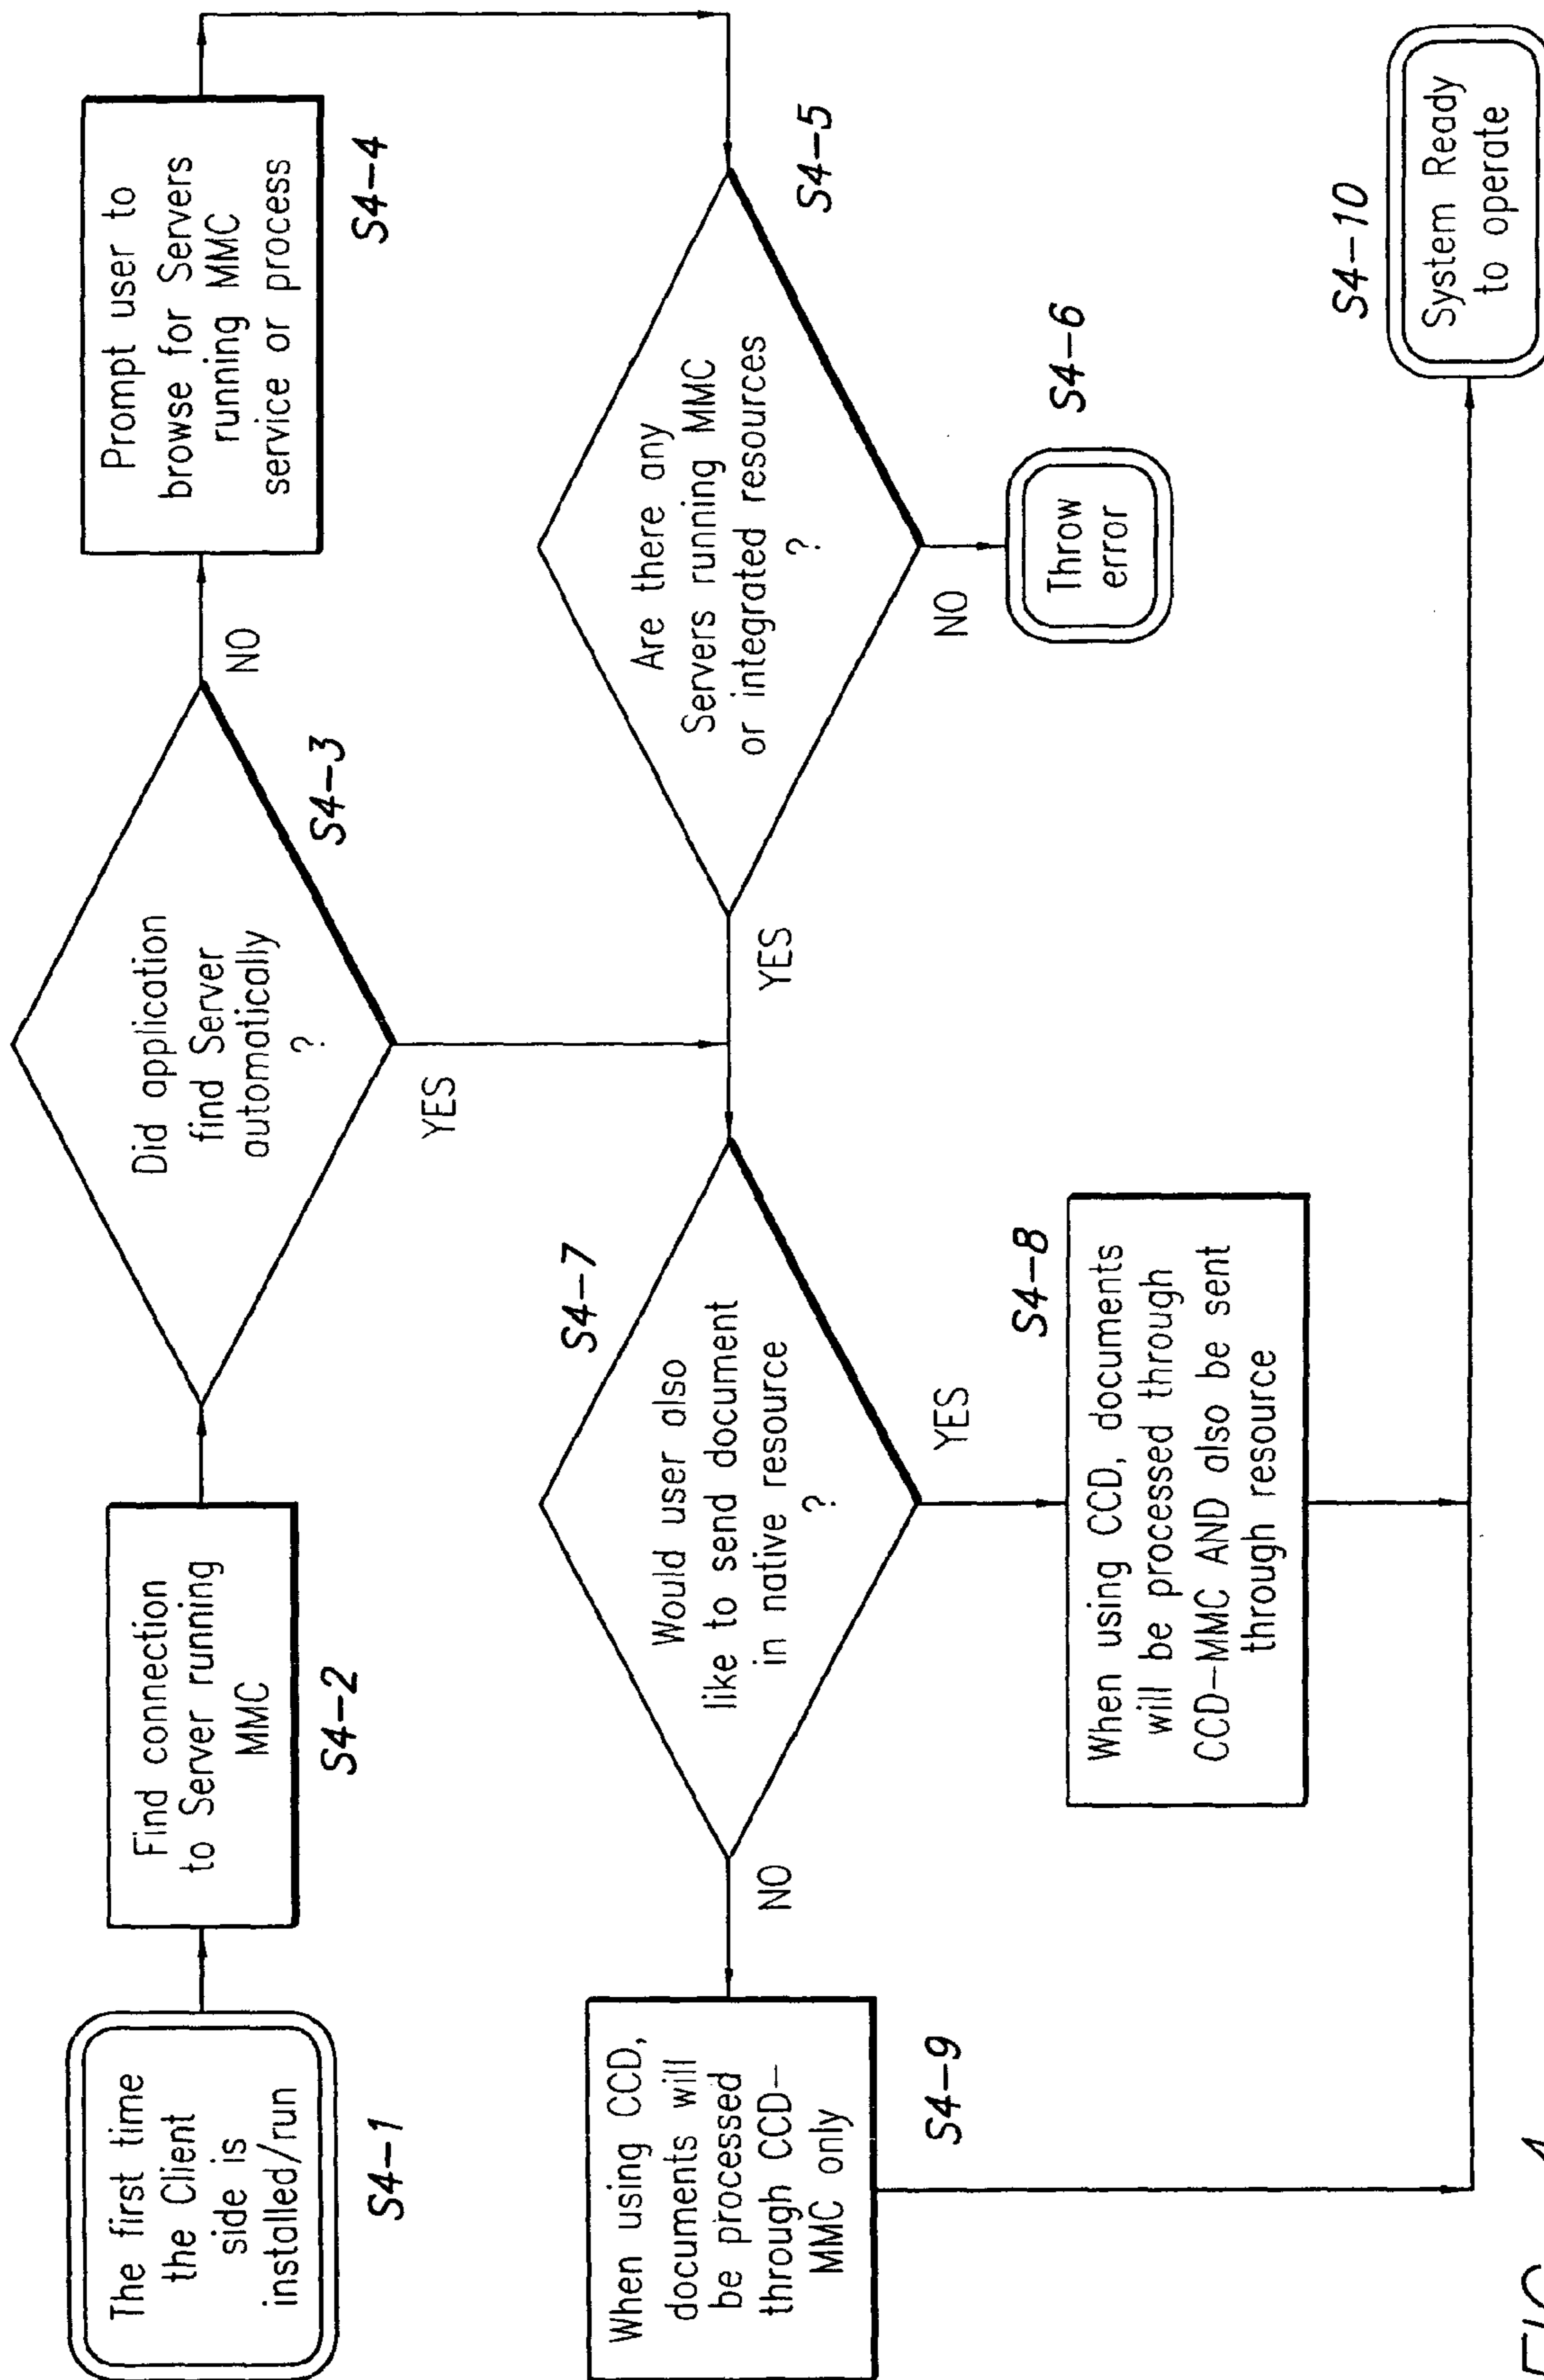 The first time
the Client
side is
installed/run
S4-1
Find connection
to Server running
MMC
S4-2
Did application
find Server
automatically
?
S4-3
NO
YES
Prompt user to
browse for Servers
running MMC
service or process
S4-4
Are there any
Servers running MMC
or integrated resources
?
S4-5
YES
NO
Throw
error
S4-6
Would user also
like to send document
in native resource
?
S4-7
NO
YES
When using CCD, documents
will be processed through
CCD-MMC AND also be sent
through resource
S4-8
When using CCD,
documents will
be processed
through CCD-
MMC only
S4-9
System Ready
to operate
S4-10